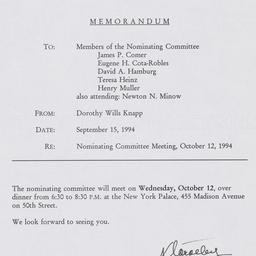 MEMORANDUM
TO: Members of the Nominating Committee
James P. Comer
Eugene H. Cota-Robles
David A. Hamburg
Teresa Heinz
Henry Muller
also attending: Newton N. Minow
FROM: Dorothy Wills Knapp
DATE: September 15, 1994
RE: Nominating Committee Meeting, October 12, 1994
The nominating committee will meet on Wednesday, October 12, over
dinner from 6:30 to 8:30 P.M. at the New York Palace, 455 Madison Avenue
on 50th Street.
We look forward to seeing you.